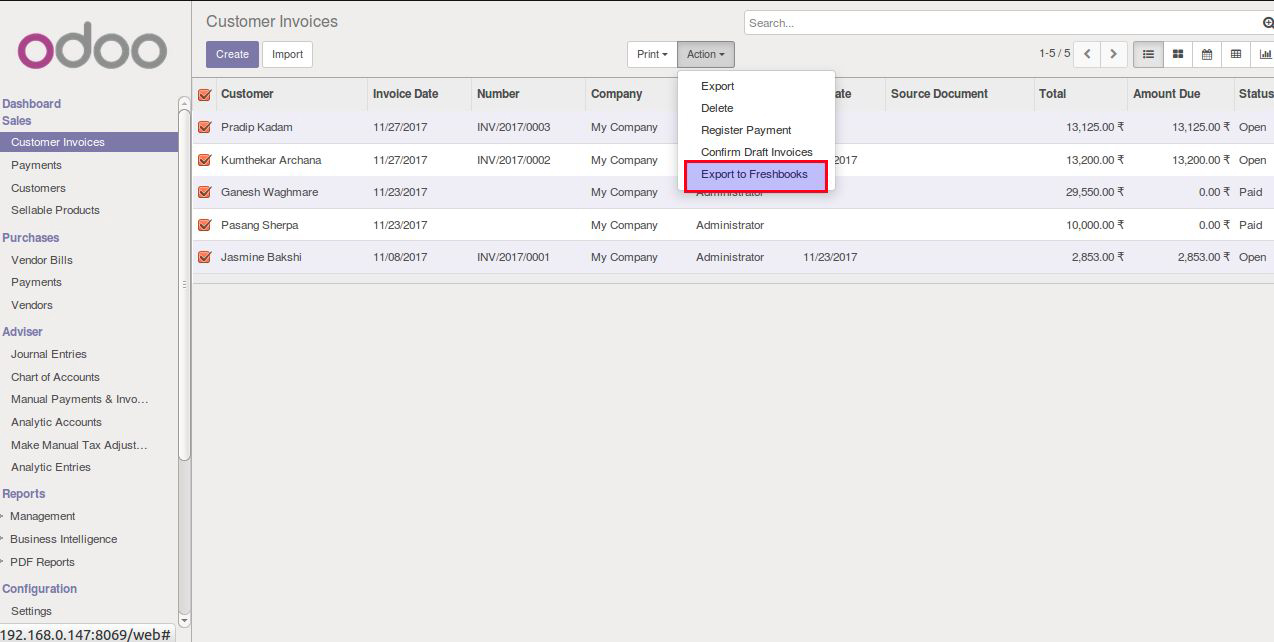 odoo
Customer Invoices
Search...
Create Import
Print Action
1-5 / 5
Export
Delete
Register Payment
Confirm Draft Invoices
Export to Freshbooks
Customer Invoice Date Number Company ate Source Document Total Amount Due Status
Pradip Kadam 11/27/2017 INV/2017/0003 My Company 13,125.00 ₹ 13,125.00 ₹ Open
Kumthekar Archana 11/27/2017 INV/2017/0002 My Company 2017 13,200.00 ₹ 13,200.00 ₹ Open
Ganesh Waghmare 11/23/2017 My Company Administrator 29,550.00 ₹ 0.00 ₹ Paid
Pasang Sherpa 11/23/2017 My Company Administrator 10,000.00 ₹ 0.00 ₹ Paid
Jasmine Bakshi 11/08/2017 INV/2017/0001 My Company Administrator 11/23/2017 2,853.00 ₹ 2,853.00 ₹ Open
Dashboard
Sales
Customer Invoices
Payments
Customers
Sellable Products
Purchases
Vendor Bills
Payments
Vendors
Adviser
Journal Entries
Chart of Accounts
Manual Payments & Invo...
Analytic Accounts
Make Manual Tax Adjust...
Analytic Entries
Reports
Management
Business Intelligence
PDF Reports
Configuration
Settings
192.168.0.147:8069/web#